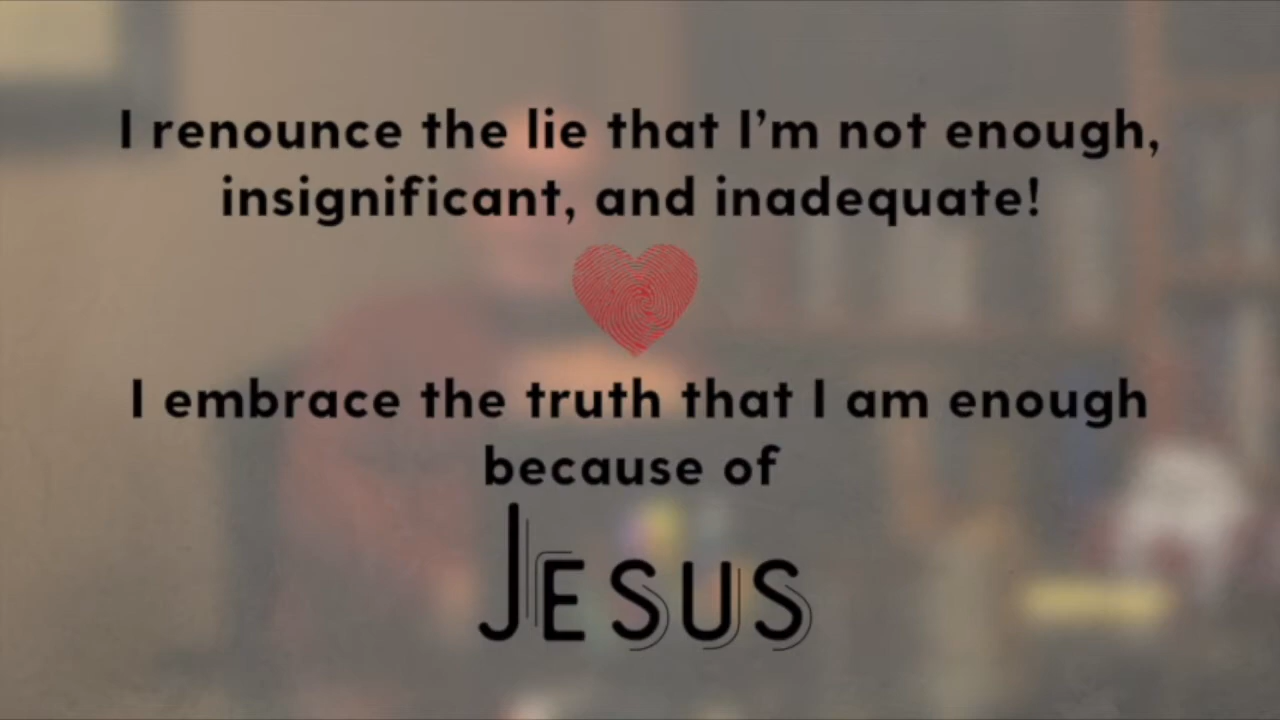 I renounce the lie that I'm not enough,
insignificant, and inadequate!
I embrace the truth that I am enough
because of
JESUS